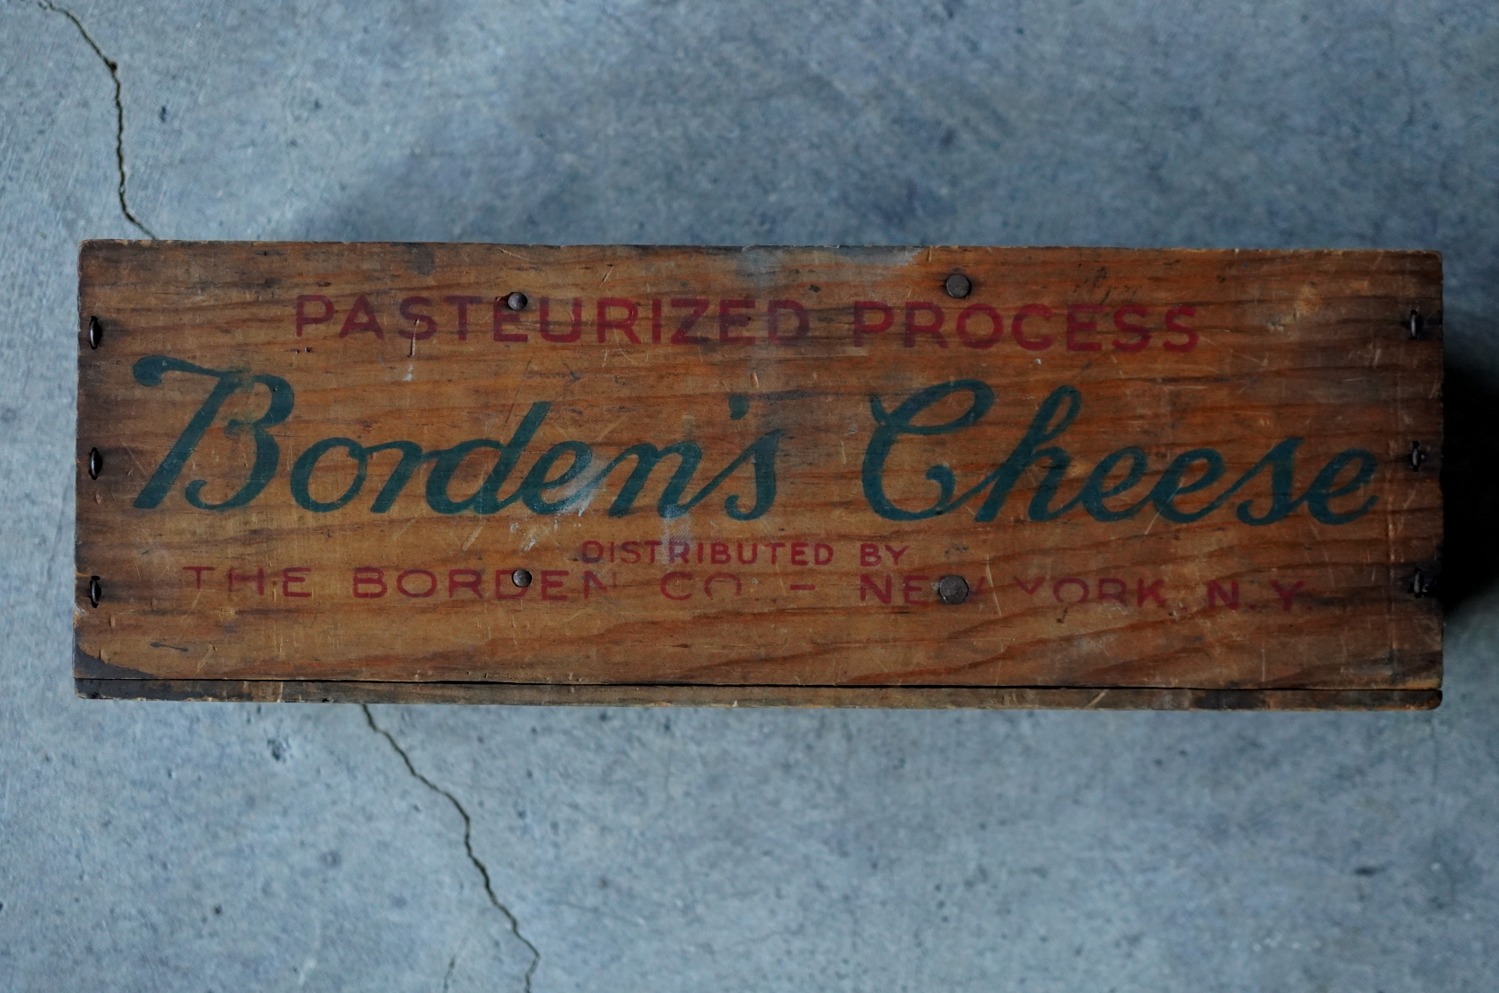 PASTEURIZED PROCESS
Borden's Cheese
DISTRIBUTED BY
THE BORDEN CO. - NEW YORK N.Y.